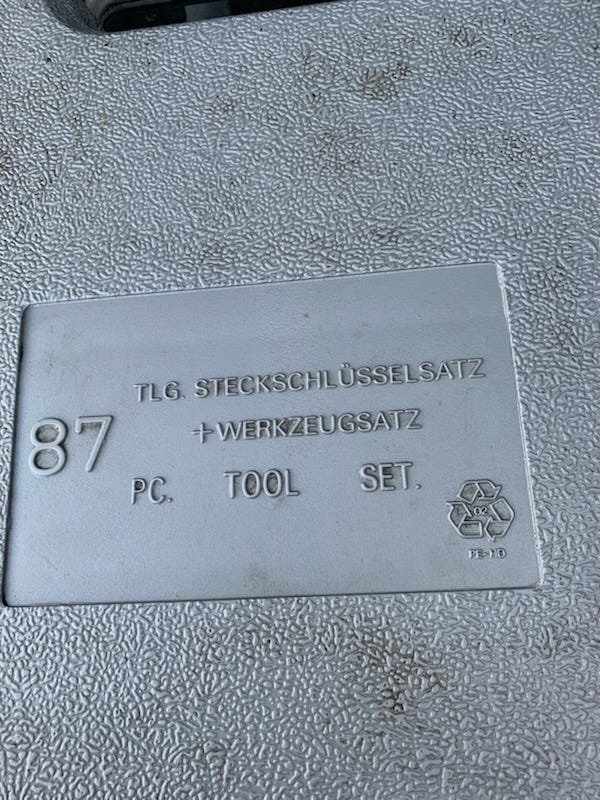 87
TLG. STECKSCHLÜSSELSATZ
+WERKZEUGSATZ
PC. TOOL SET.
02
PE-HD